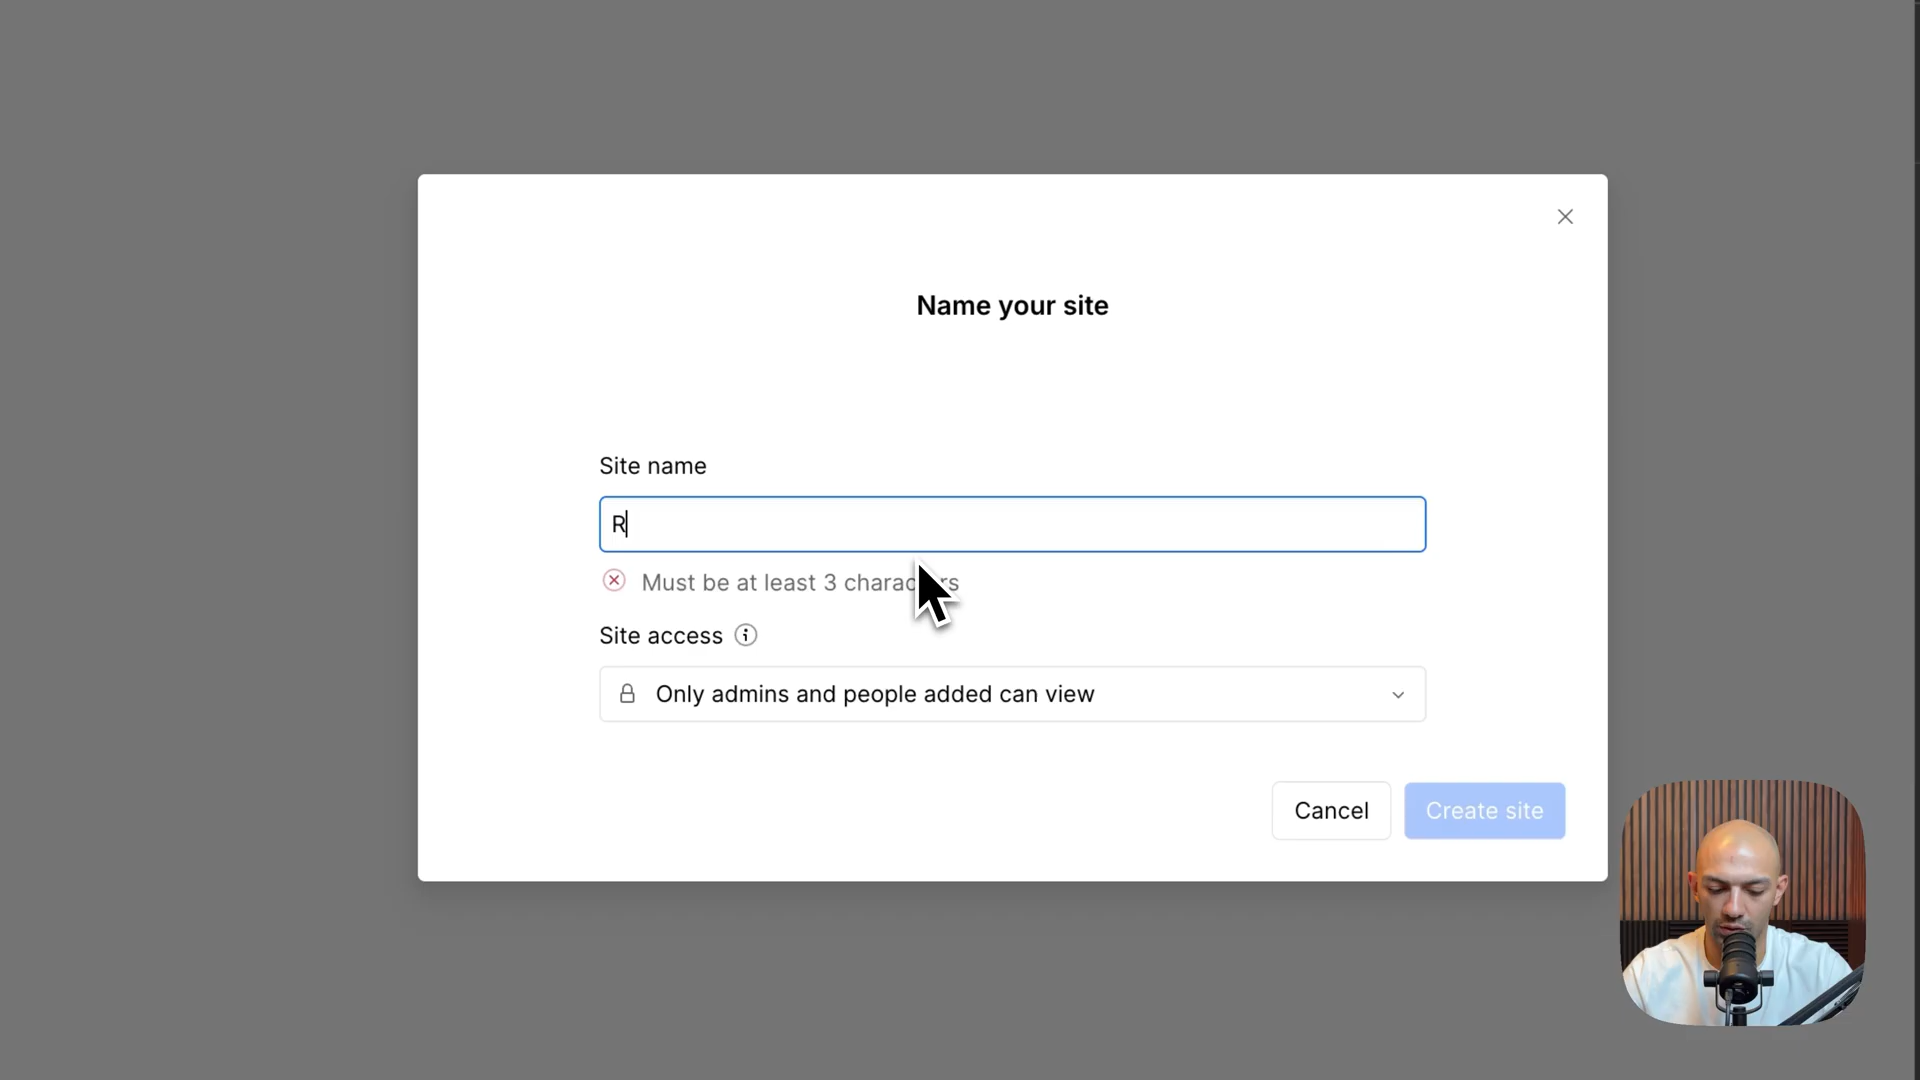 Name your site
Site name
R
Must be at least 3 characters
Site access
Only admins and people added can view
Cancel
Create site